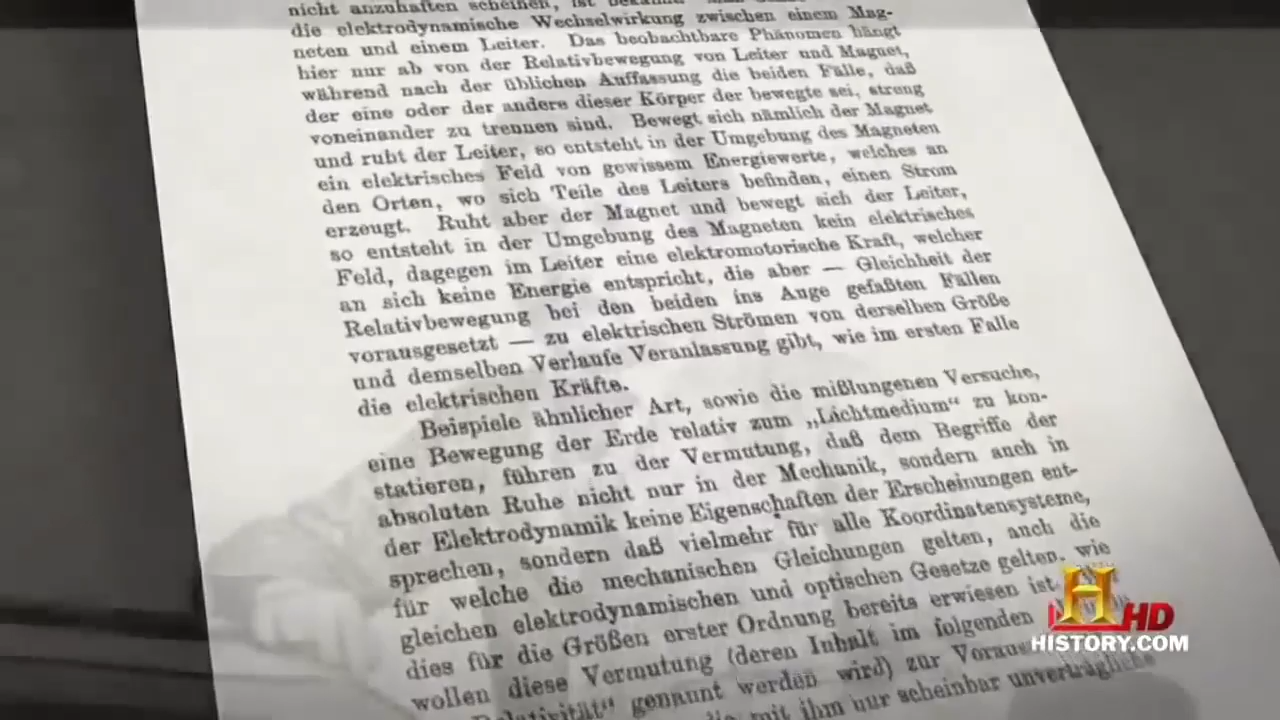 nicht anzuhaften scheinen, ist bekannt.
die elektrodynamische Wechselwirkung zwischen einem Mag-
neten und einem Leiter. Das beobachtbare Phänomen hängt
hier nur ab von der Relativbewegung von Leiter und Magnet,
während nach der üblichen Auffassung die beiden Fälle, daß
der eine oder der andere dieser Körper der bewegte sei, streng
voneinander zu trennen sind. Bewegt sich nämlich der Magnet
und ruht der Leiter, so entsteht in der Umgebung des Magneten
ein elektrisches Feld von gewissem Energiewerte, welches an
den Orten, wo sich Teile des Leiters befinden, einen Strom
erzeugt. Ruht aber der Magnet und bewegt sich der Leiter,
so entsteht in der Umgebung des Magneten kein elektrisches
Feld, dagegen im Leiter eine elektromotorische Kraft, welcher
an sich keine Energie entspricht, die aber — Gleichheit der
Relativbewegung bei den beiden ins Auge gefaßten Fällen
vorausgesetzt — zu elektrischen Strömen von derselben Größe
und demselben Verlaufe Veranlassung gibt, wie im ersten Falle
die elektrischen Kräfte.
Beispiele ähnlicher Art, sowie die mißlungenen Versuche,
eine Bewegung der Erde relativ zum „Lichtmedium“ zu kon-
statieren, führen zu der Vermutung, daß dem Begriffe der
absoluten Ruhe nicht nur in der Mechanik, sondern auch in
der Elektrodynamik keine Eigenschaften der Erscheinungen ent-
sprechen, sondern daß vielmehr für alle Koordinatensysteme,
für welche die mechanischen Gleichungen gelten, auch die
gleichen elektrodynamischen und optischen Gesetze gelten, wie
dies für die Größen erster Ordnung bereits erwiesen ist.
wollen diese Vermutung (deren Inhalt im folgenden
Relativität“ genannt werden wird) zur
die mit ihm nur scheinbar unverträgliche
H HD
HISTORY.COM